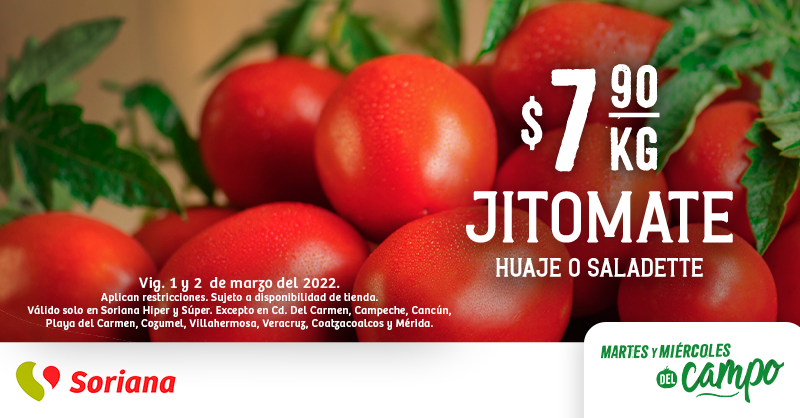 $7 90 KG
JITOMATE
HUAJE O SALADETTE
Vig. 1 y 2 de marzo del 2022.
Aplican restricciones. Sujeto a disponibilidad de tienda.
Válido solo en Soriana Híper y Súper. Excepto en Cd. Del Carmen, Campeche, Cancún,
Playa del Carmen, Cozumel, Villahermosa, Veracruz, Coatzacoalcos y Mérida.
Soriana
MARTES Y MIÉRCOLES
DEL campo